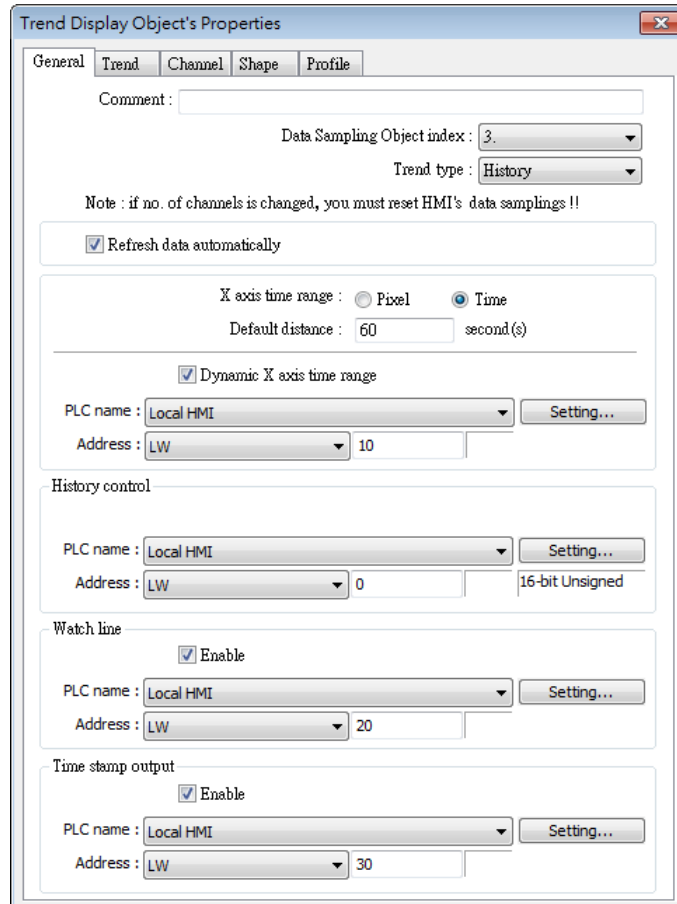 Trend Display Object's Properties
General Trend Channel Shape Profile
Comment :
Data Sampling Object index : 3.
Trend type : History
Note : if no. of channels is changed, you must reset HMI's data samplings !!
Refresh data automatically
X axis time range : Pixel Time
Default distance : 60 second(s)
Dynamic X axis time range
PLC name : Local HMI Setting...
Address : LW 10
History control
PLC name : Local HMI Setting...
Address : LW 0 16-bit Unsigned
Watch line
Enable
PLC name : Local HMI Setting...
Address : LW 20
Time stamp output
Enable
PLC name : Local HMI Setting...
Address : LW 30